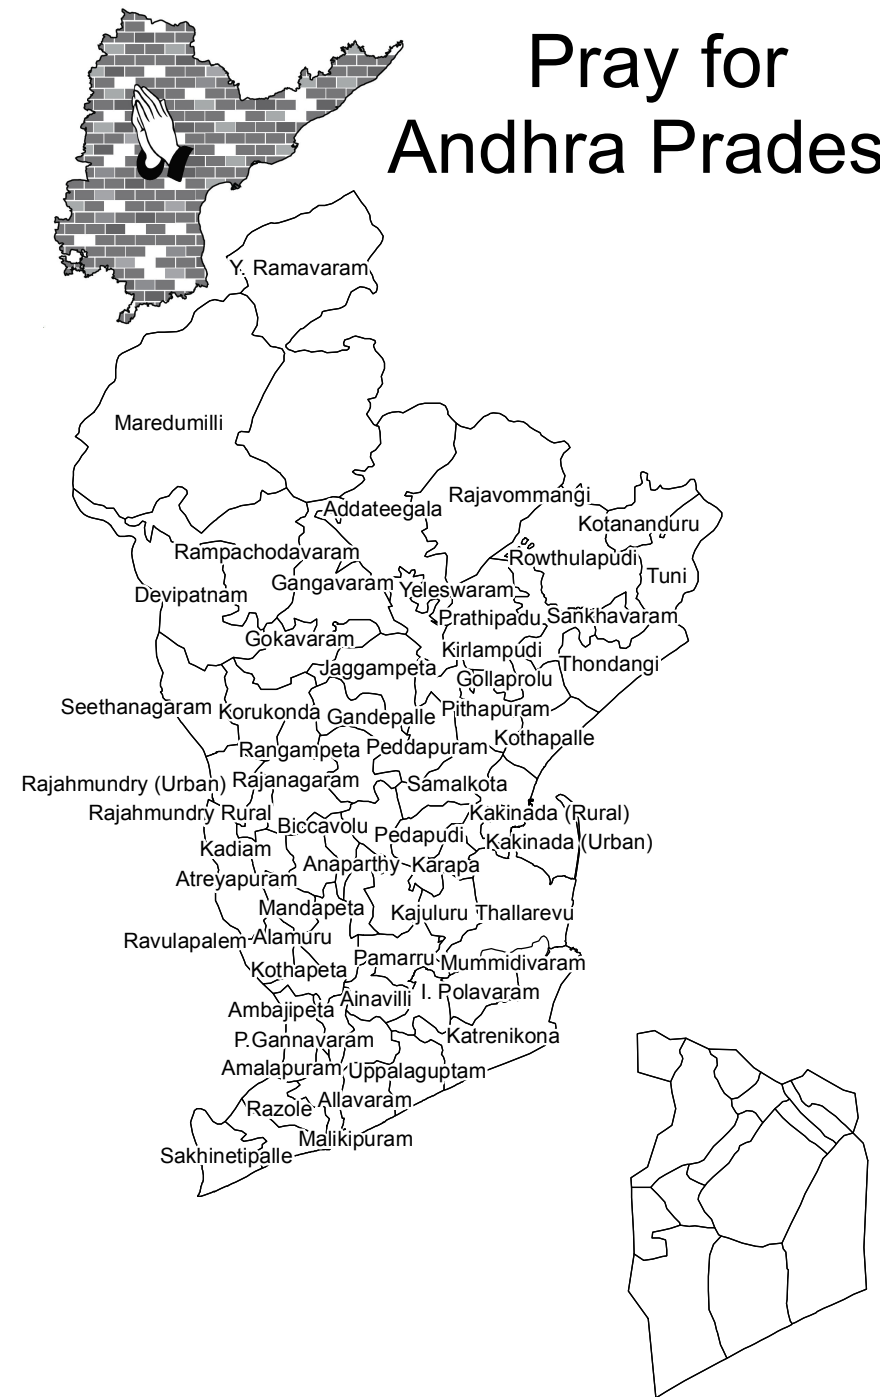 Pray for
Andhra Prades
Y. Ramavaram
Maredumilli
Rajavommangi
Addateegala
Kotananduru
Rampachodavaram
Rowthulapudi
Tuni
Gangavaram
Yeleswaram
Devipatnam
Prathipadu
Sankhavaram
Gokavaram
Kirlampudi
Thondangi
Jaggampeta
Gollaprolu
Seethanagaram
Korukonda
Gandepalle
Pithapuram
Kothapalle
Rangampeta
Peddapuram
Rajahmundry (Urban)
Rajanagaram
Samalkota
Rajahmundry Rural
Kakinada (Rural)
Biccavolu
Pedapudi
Kakinada (Urban)
Kadiam
Anaparthy
Karapa
Atreyapuram
Mandapeta
Kajuluru
Thallarevu
Ravulapalem
Alamuru
Pamarru
Mummidivaram
Kothapeta
Ainavilli
I. Polavaram
Ambajipeta
P.Gannavaram
Katrenikona
Amalapuram
Uppalaguptam
Razole
Allavaram
Malikipuram
Sakhinetipalle